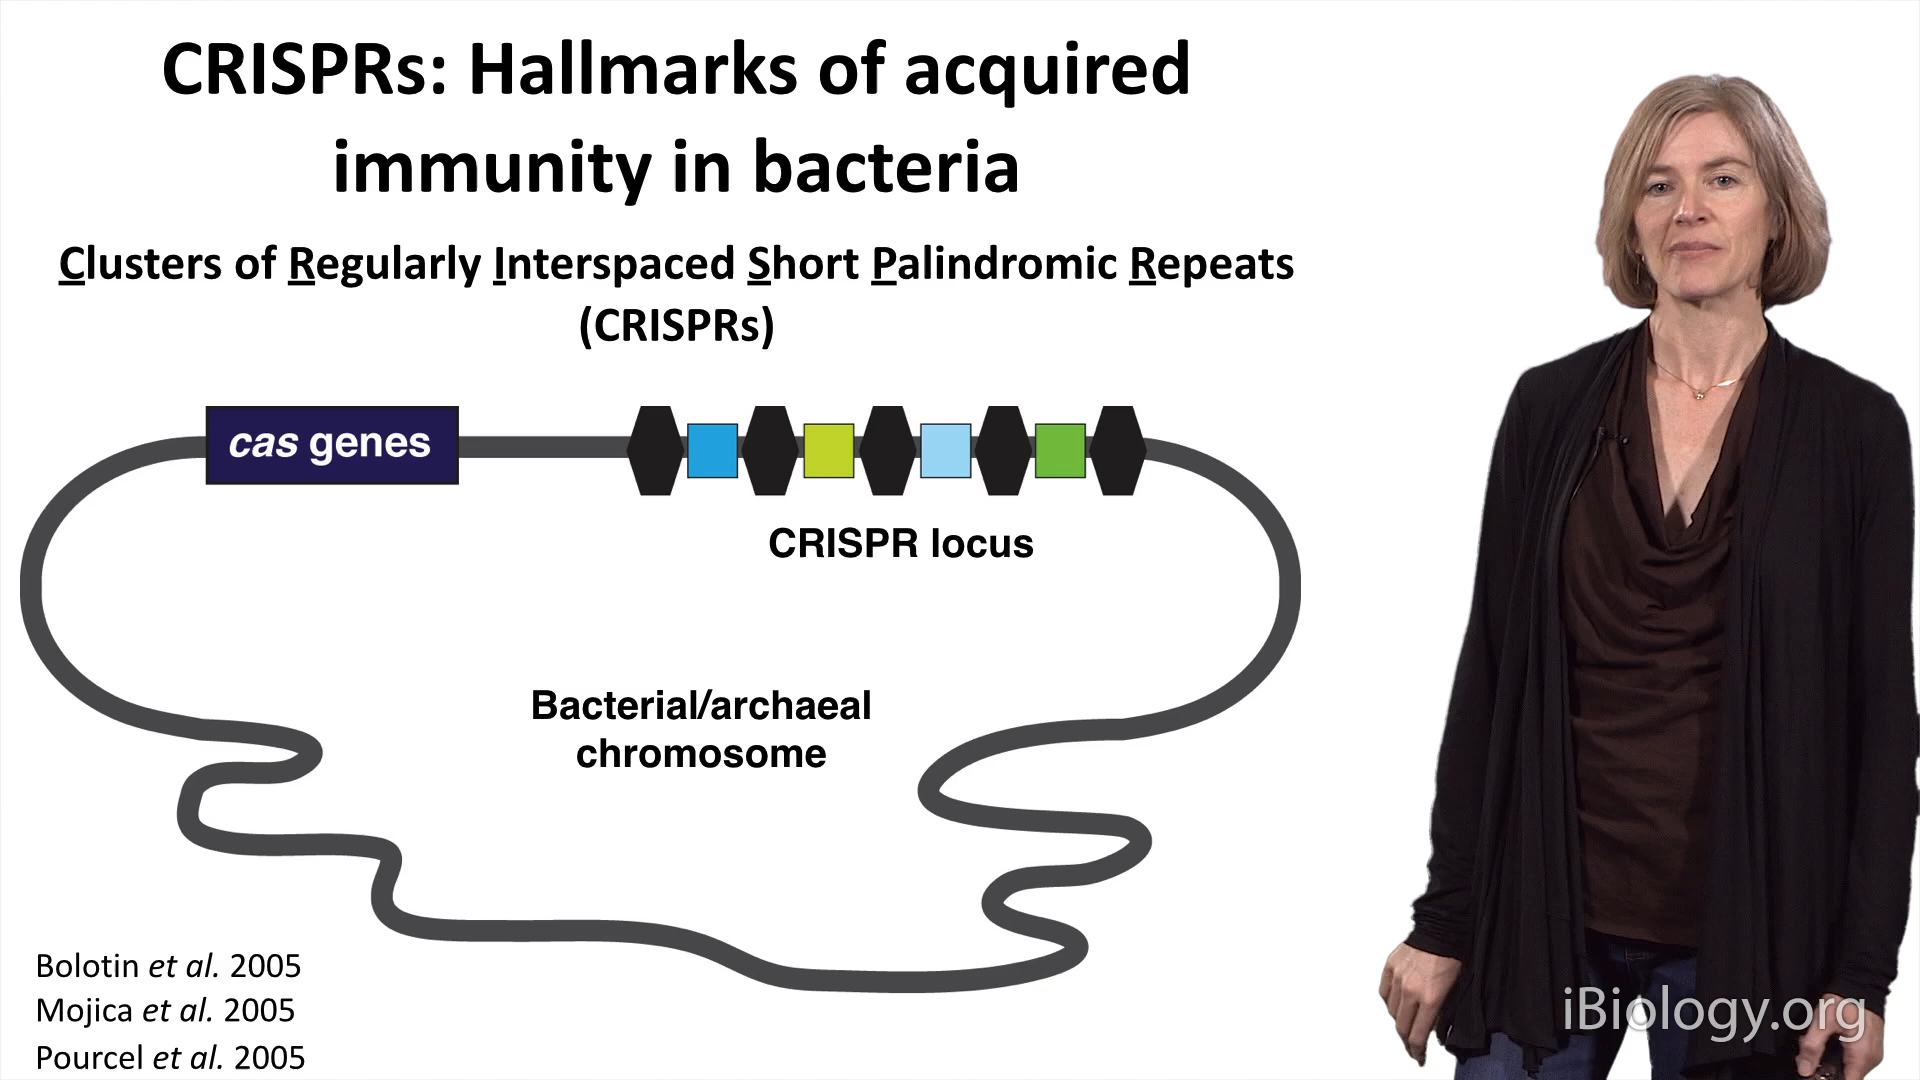 CRISPRs: Hallmarks of acquired
immunity in bacteria
Clusters of Regularly Interspaced Short Palindromic Repeats
(CRISPRs)
cas genes
CRISPR locus
Bacterial/archaeal
chromosome
Bolotin et al. 2005
Mojica et al. 2005
Pourcel et al. 2005
iBiology.org